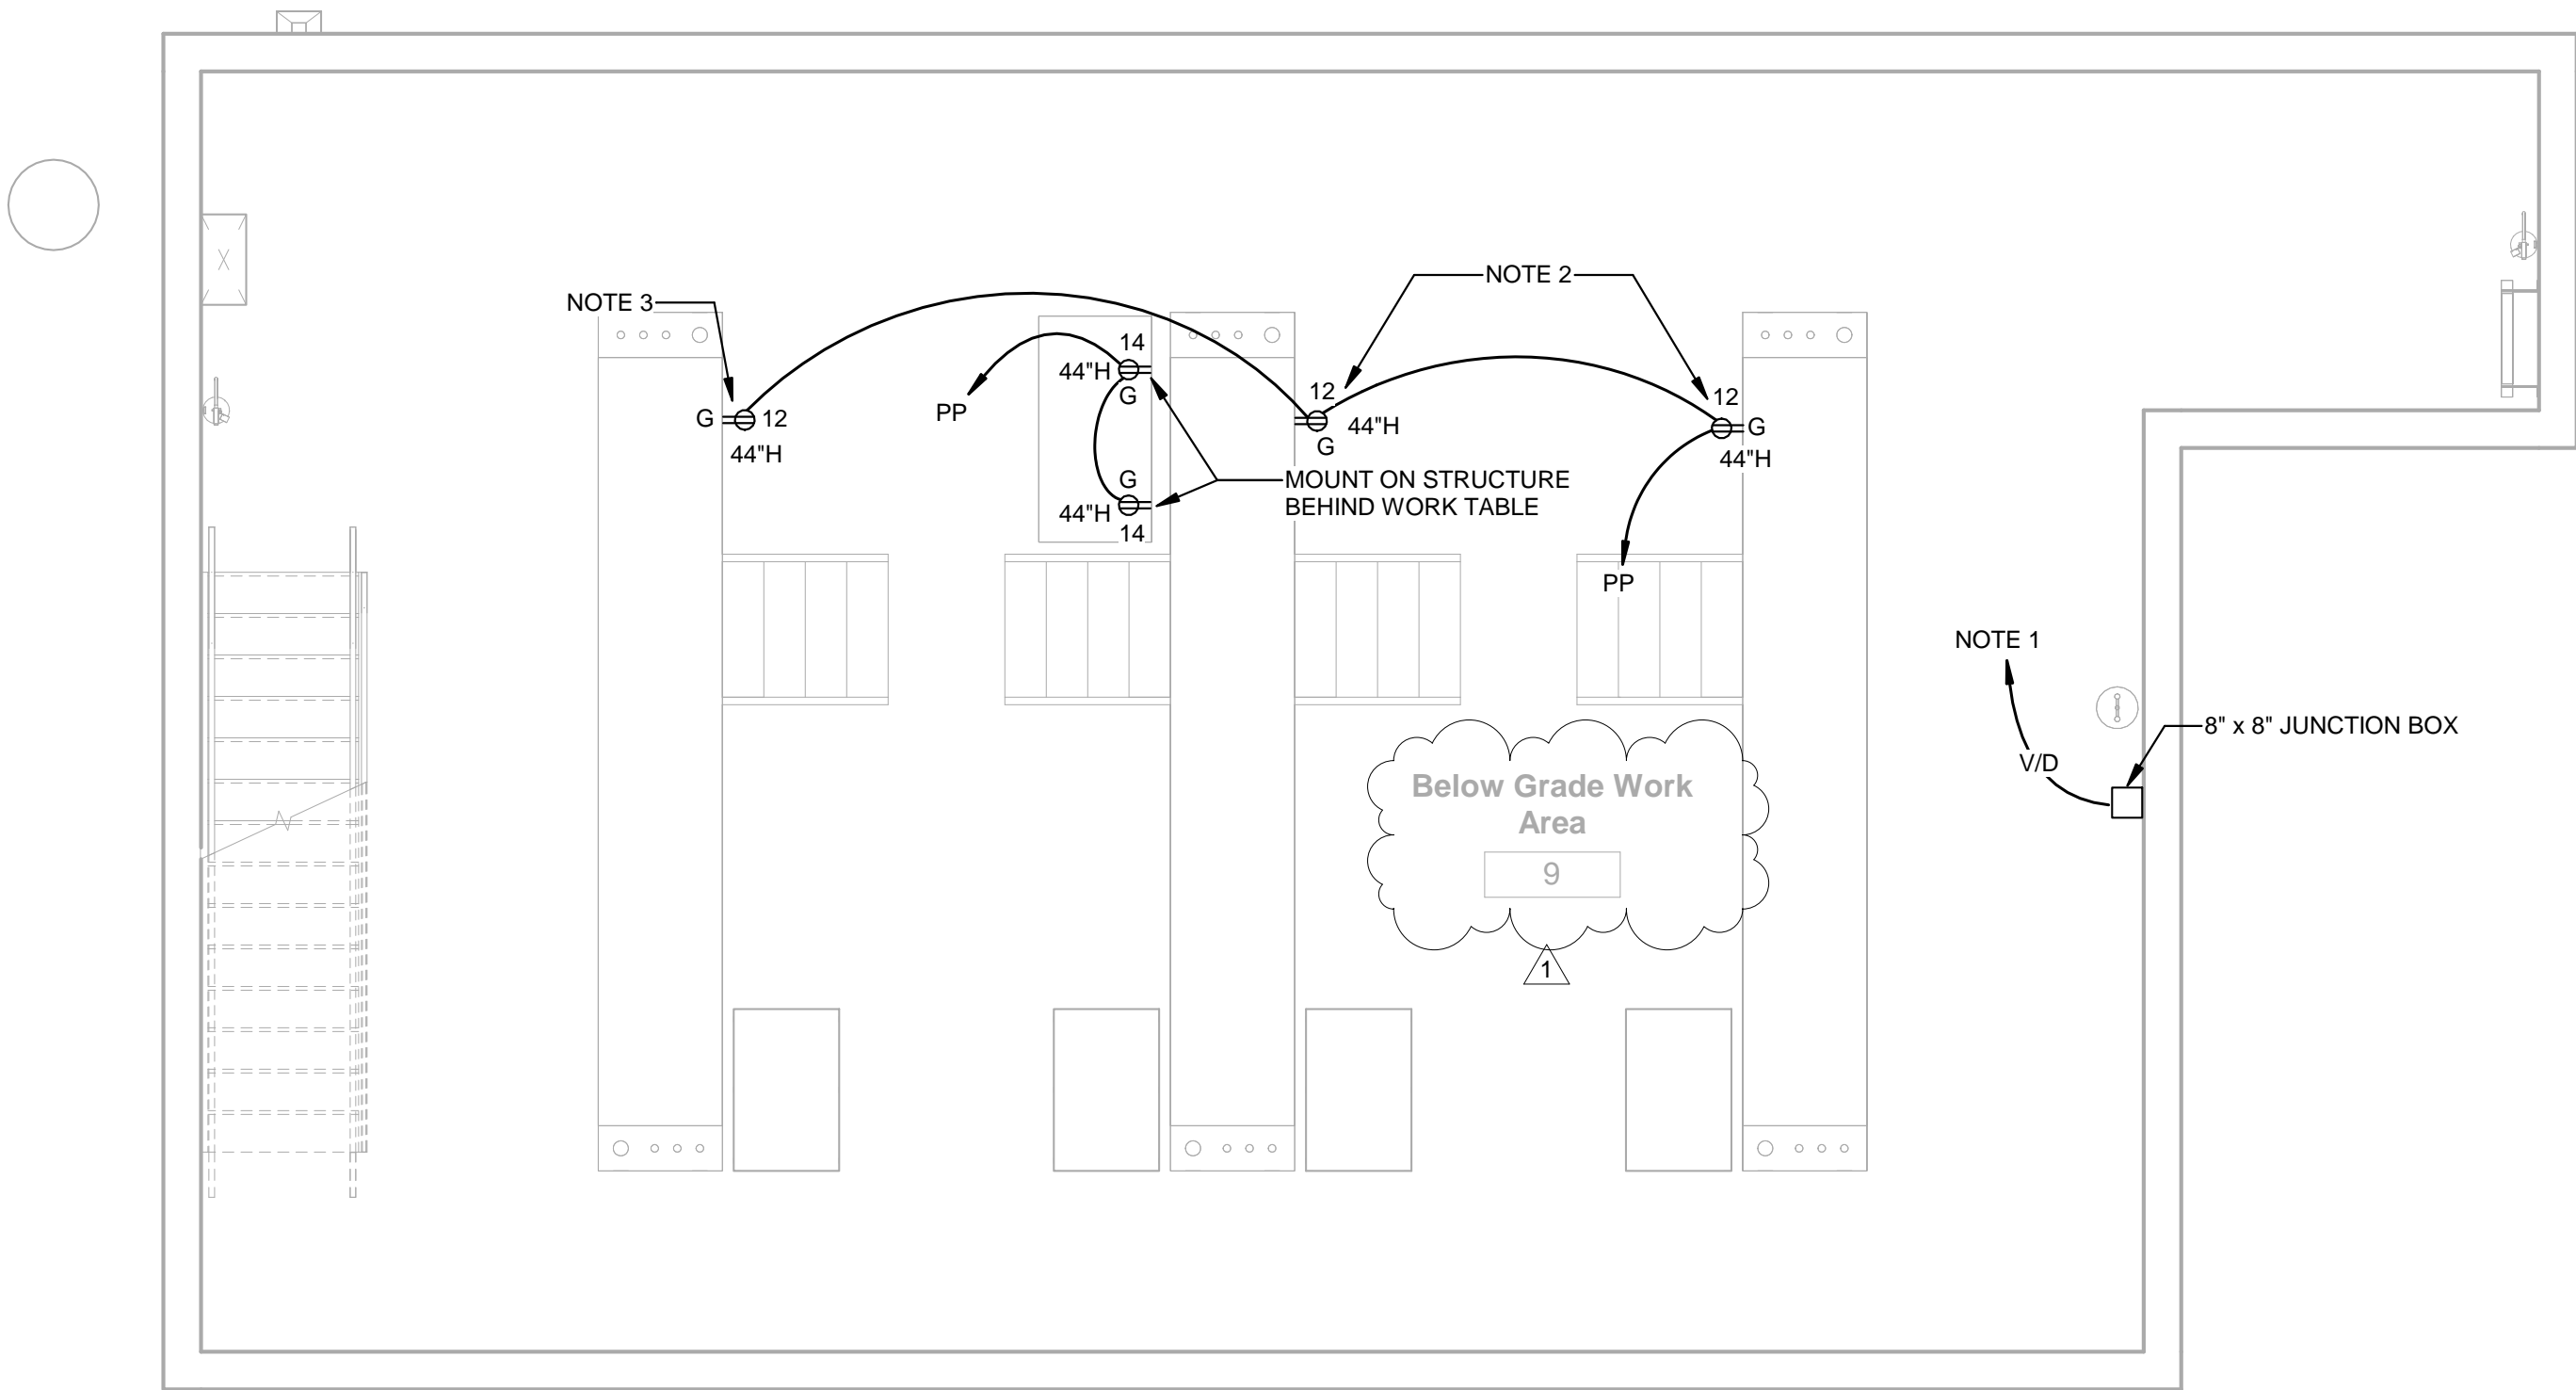 NOTE 2
NOTE 3
14
44"H
G
PP
12
44"H
G
12
G
44"H
G
12
44"H
G
44"H
14
MOUNT ON STRUCTURE
BEHIND WORK TABLE
PP
NOTE 1
8" x 8" JUNCTION BOX
V/D
Below Grade Work
Area
9
1